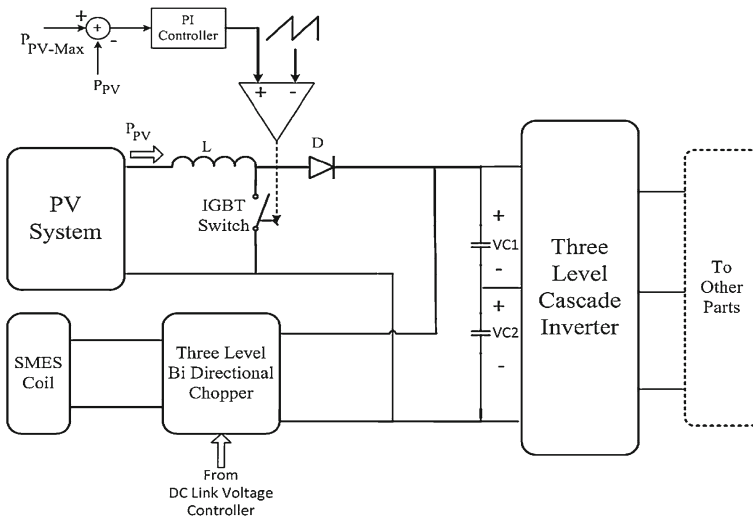 +
P PV-Max
+
-
P PV
PI
Controller
+ -
P PV
L
D
PV
System
IGBT
Switch
+
VC1
-
+
VC2
-
Three
Level
Cascade
Inverter
To
Other
Parts
SMES
Coil
Three Level
Bi Directional
Chopper
From
DC Link Voltage
Controller